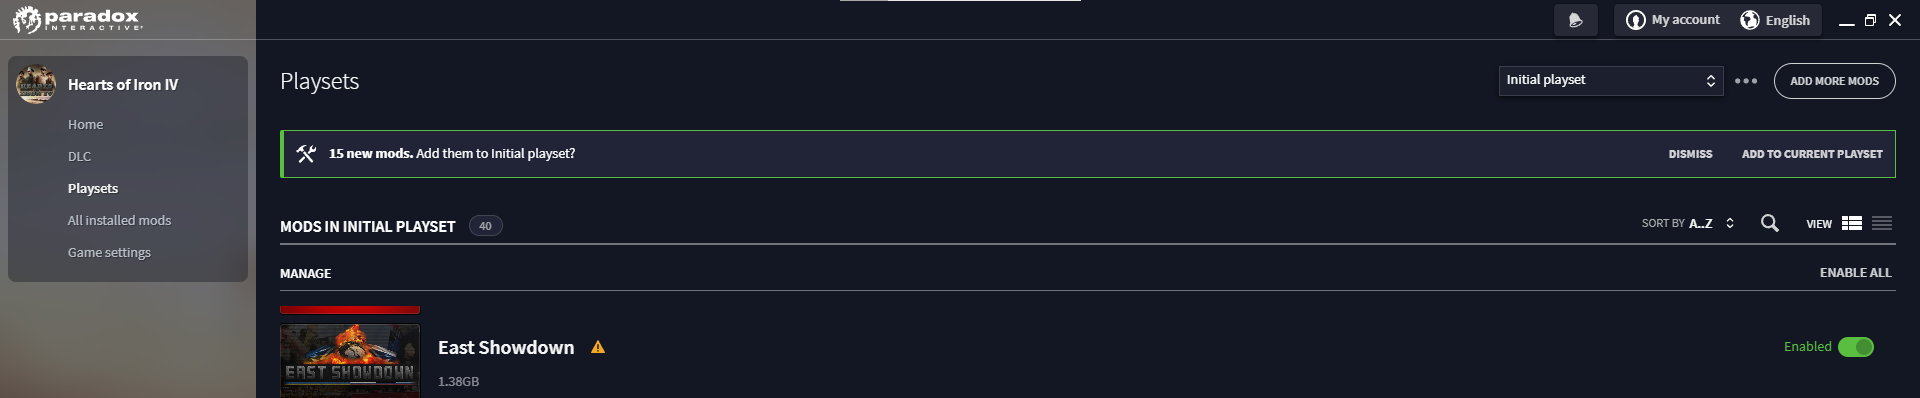 paradox
INTERACTIVE
My account
English
Hearts of Iron IV
Home
DLC
Playsets
All installed mods
Game settings
Playsets
Initial playset
ADD MORE MODS
15 new mods. Add them to Initial playset?
DISMISS
ADD TO CURRENT PLAYSET
MODS IN INITIAL PLAYSET 40
SORT BY A..Z
VIEW
MANAGE
ENABLE ALL
EAST SHOWDOWN
East Showdown
1.38GB
Enabled